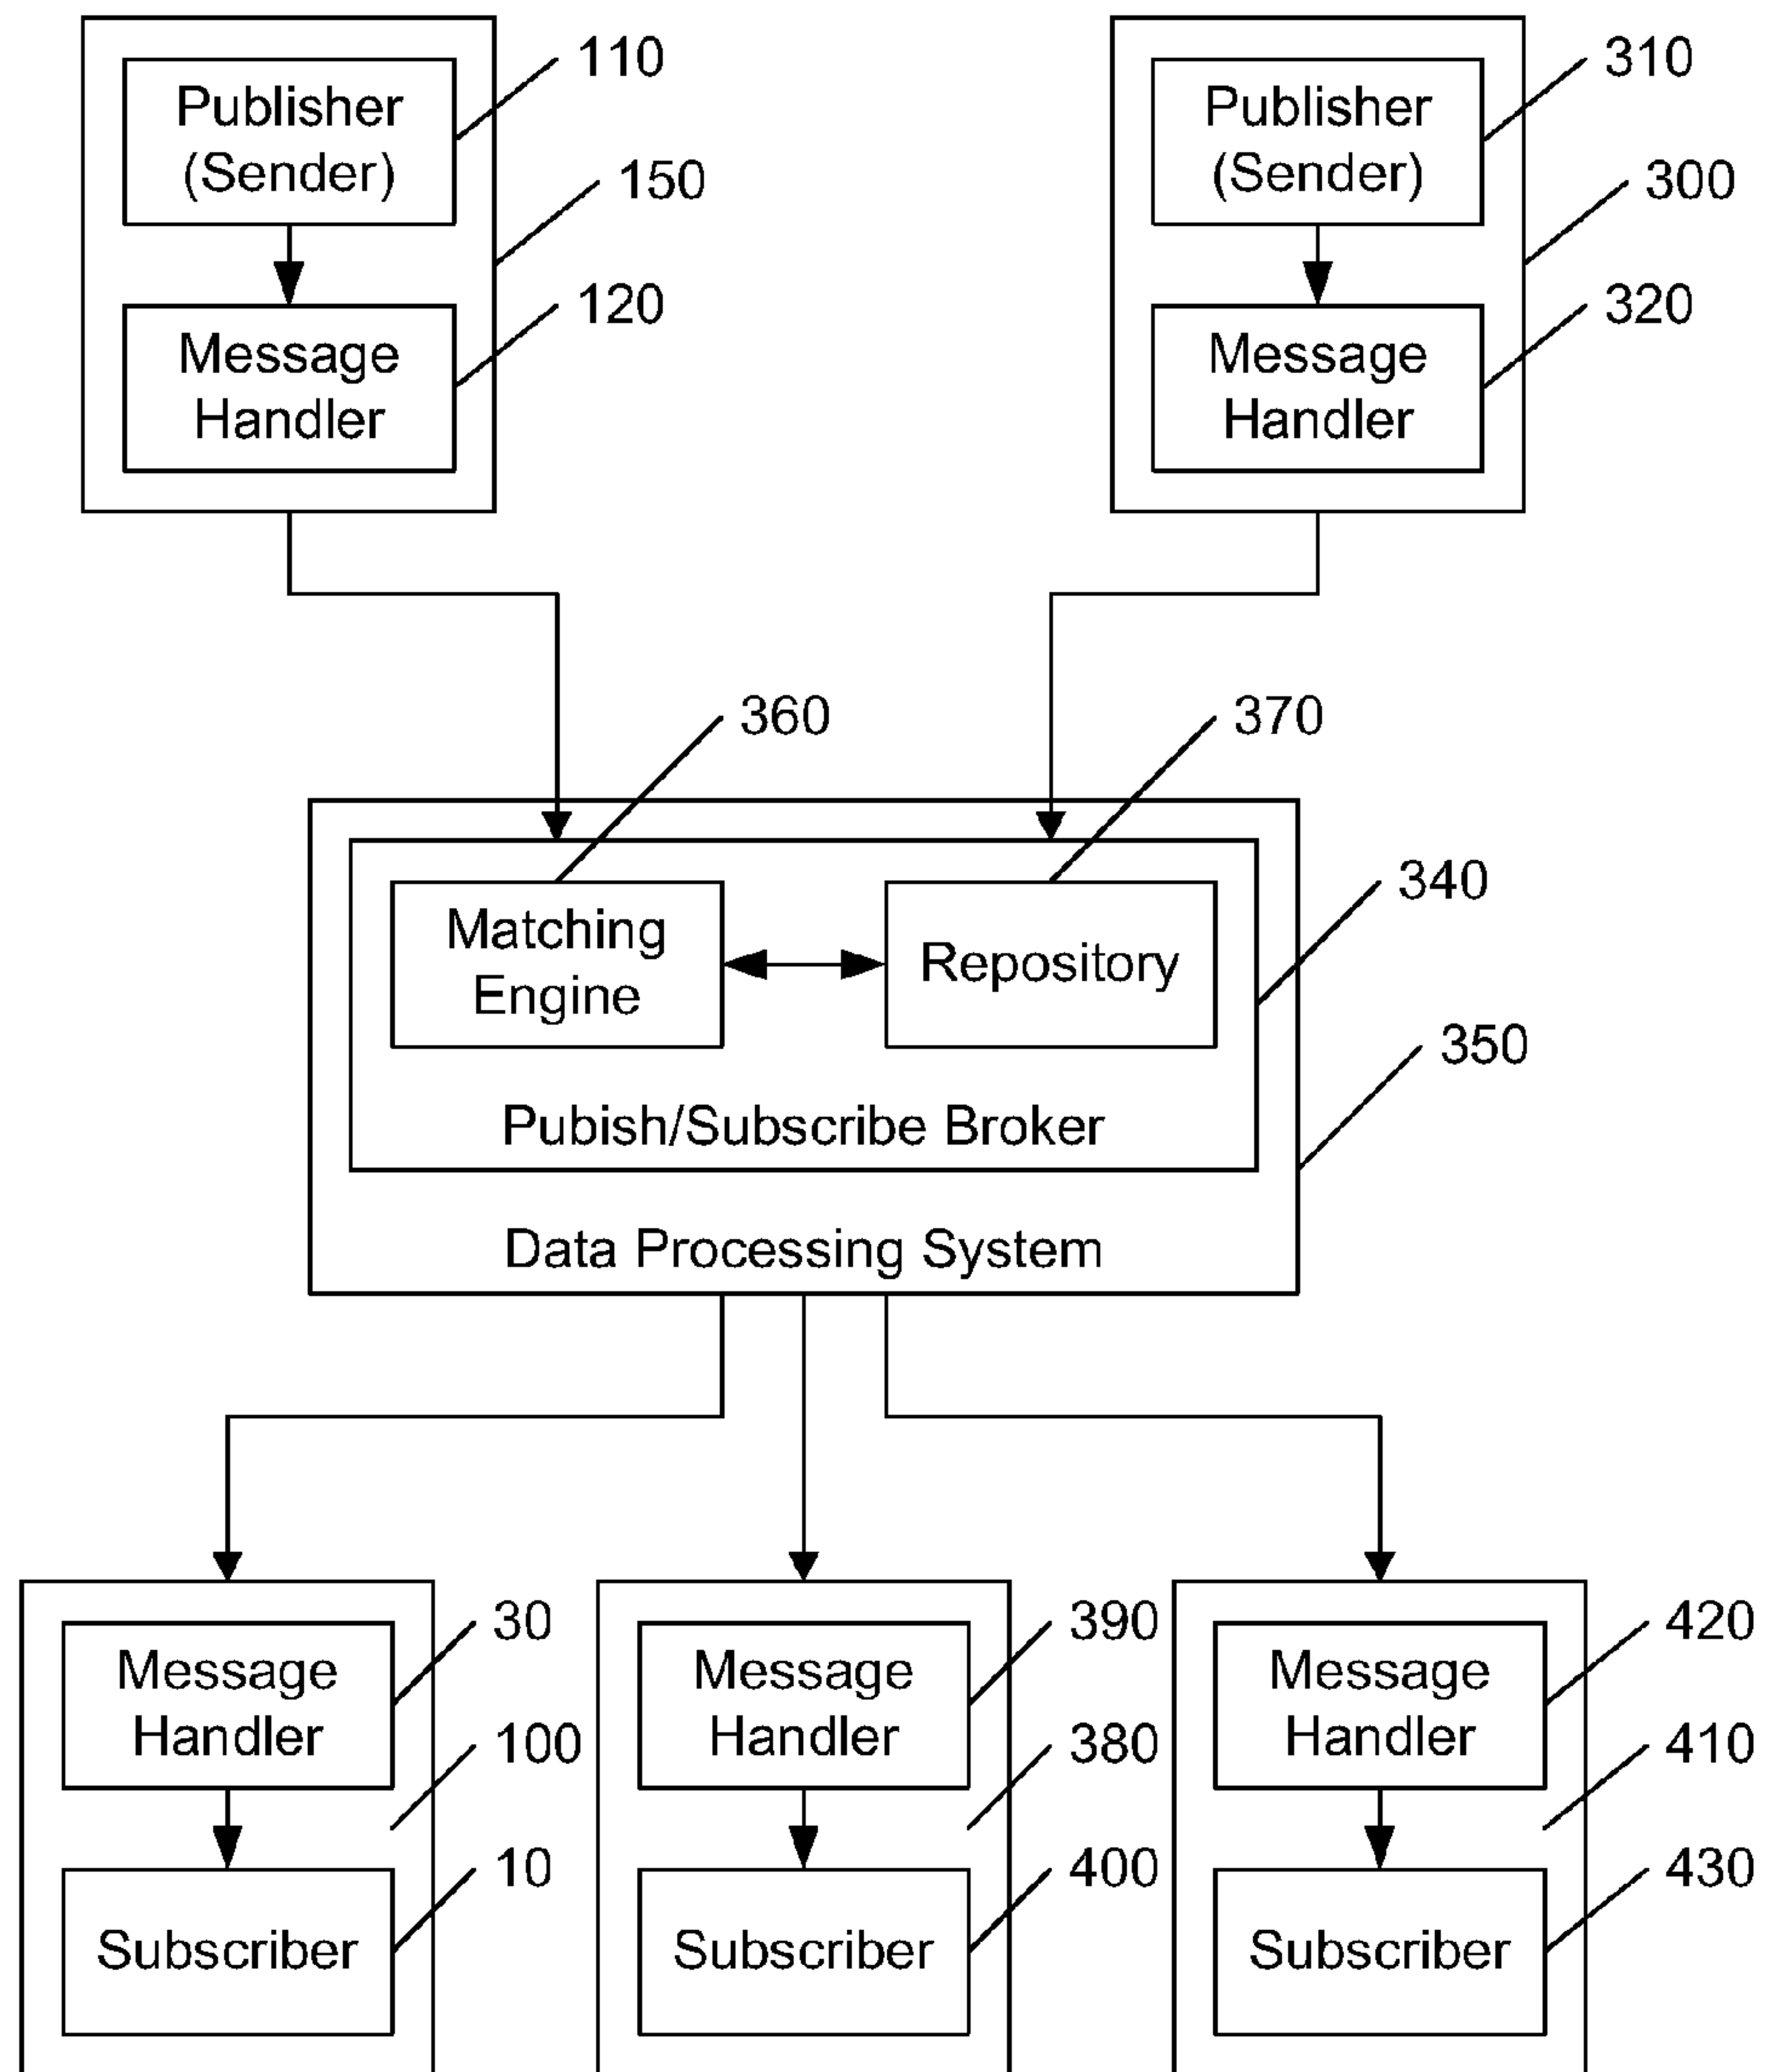 Publisher
(Sender)
110
150
Message
Handler
120
Publisher
(Sender)
310
300
Message
Handler
320
360
370
Matching
Engine
Repository
340
350
Pubish/Subscribe Broker
Data Processing System
Message
Handler
30
100
Subscriber
10
Message
Handler
390
380
Subscriber
400
Message
Handler
420
410
Subscriber
430